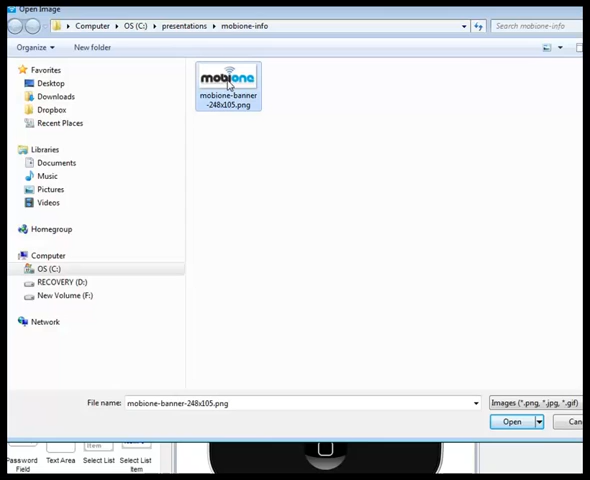 Open Image
Computer ▸ OS (C:) ▸ presentations ▸ mobione-info
Search mobione-info
Organize
New folder
Favorites
Desktop
Downloads
Dropbox
Recent Places
Libraries
Documents
Music
Pictures
Videos
Homegroup
Computer
OS (C:)
RECOVERY (D:)
New Volume (F:)
Network
mobione
mobione-banner
-248x105.png
File name:
mobione-banner-248x105.png
Images (*.png, *.jpg, *.gif)
Open
Can
Item
Password
Field
Text Area
Select List
Select List
Item